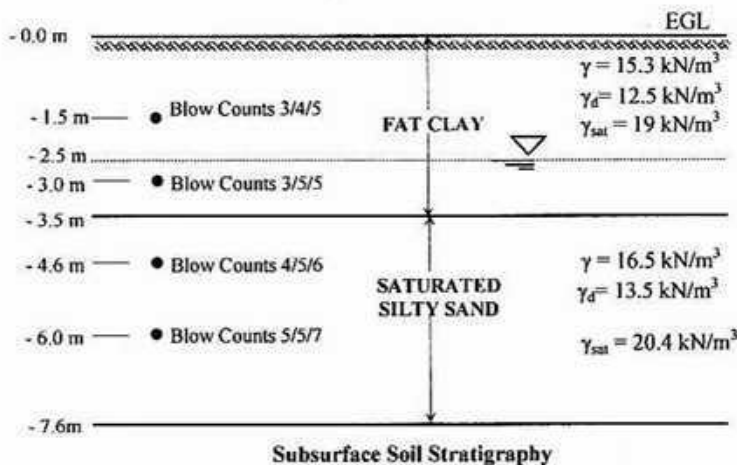 EGL
- 0.0 m
γ = 15.3 kN/m³
γd= 12.5 kN/m³
γsat = 19 kN/m³
- 1.5 m
Blow Counts 3/4/5
FAT CLAY
- 2.5 m
- 3.0 m
Blow Counts 3/5/5
- 3.5 m
- 4.6 m
Blow Counts 4/5/6
SATURATED
SILTY SAND
γ = 16.5 kN/m³
γd= 13.5 kN/m³
- 6.0 m
Blow Counts 5/5/7
γsat = 20.4 kN/m³
- 7.6m
Subsurface Soil Stratigraphy